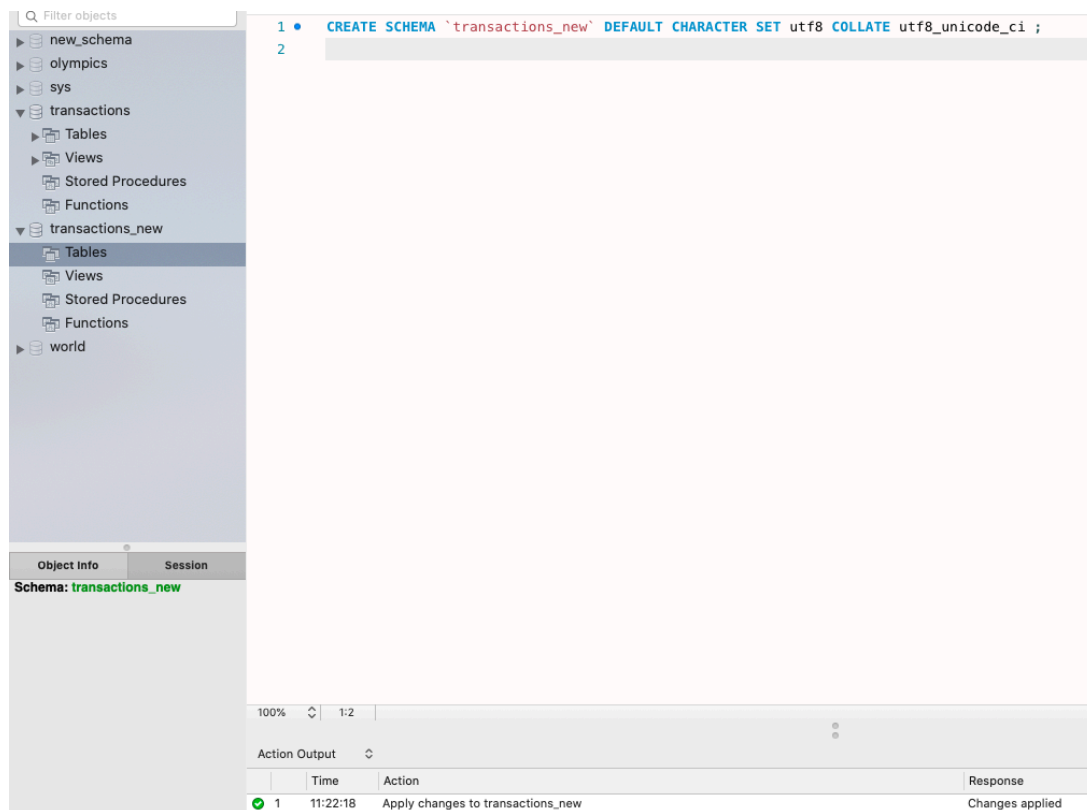 Filter objects
new_schema
olympics
sys
transactions
Tables
Views
Stored Procedures
Functions
transactions_new
Tables
Views
Stored Procedures
Functions
world
Object Info Session
Schema: transactions_new
1 CREATE SCHEMA `transactions_new` DEFAULT CHARACTER SET utf8 COLLATE utf8_unicode_ci ;
2
100% 1:2
Action Output
Time Action Response
1 11:22:18 Apply changes to transactions_new Changes applied